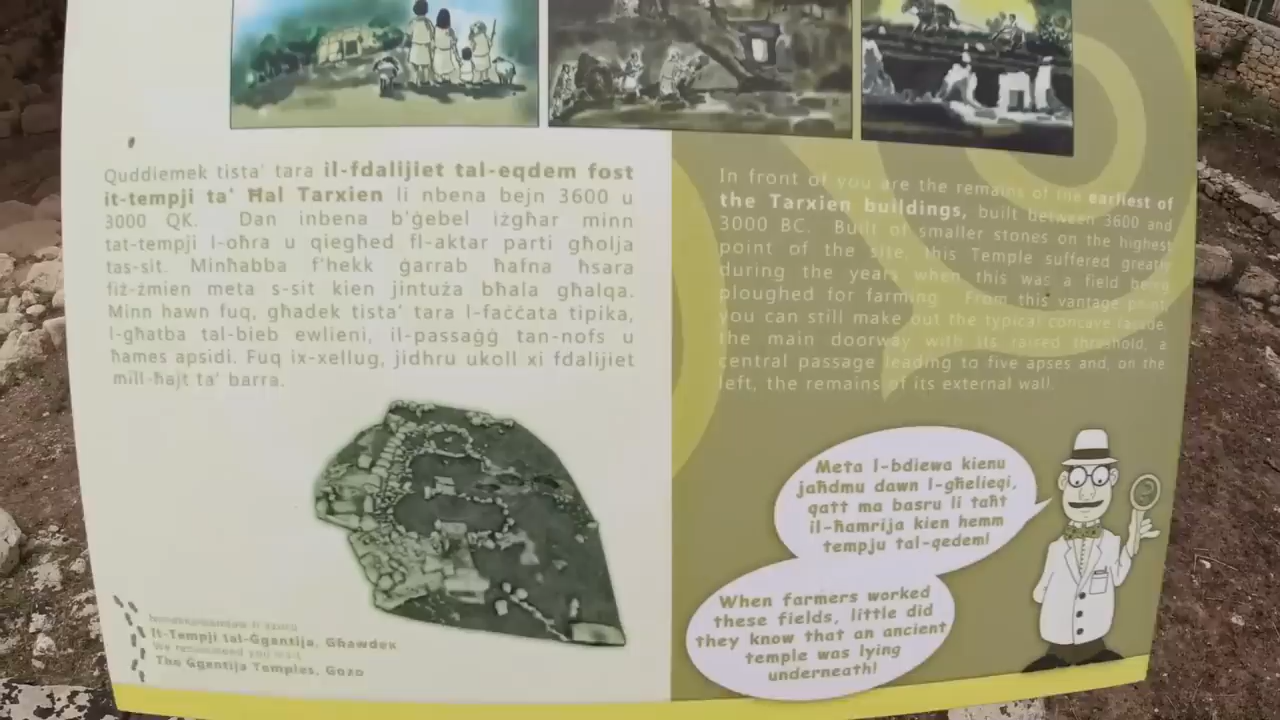 Quddiemek tista' tara il-fdalijiet tal-eqdem fost
it-tempji ta' Ħal Tarxien li nbena bejn 3600 u
3000 QK. Dan inbena b'ġebel iżgħar minn
tat-tempji l-oħra u qiegħed fl-aktar parti għolja
tas-sit. Minħabba f'hekk ġarrab ħafna ħsara
fiż-żmien meta s-sit kien jintuża bħala għalqa.
Minn hawn fuq, għadek tista' tara l-faċċata tipika,
l-għatba tal-bieb ewlieni, il-passaġġ tan-nofs u
ħames apsidi. Fuq ix-xellug, jidhru ukoll xi fdalijiet
mill-ħajt ta' barra.
In front of you are the remains of the earliest of
the Tarxien buildings, built between 3600 and
3000 BC. Built of smaller stones on the highest
point of the site, this Temple suffered greatly
during the years when this was a field being
ploughed for farming. From this vantage point
you can still make out the typical concave facade,
the main doorway with its raised threshold, a
central passage leading to five apses and, on the
left, the remains of its external wall.
Meta l-bdiewa kienu
jaħdmu dawn l-għelieqi,
qatt ma basru li taħt
il-ħamrija kien hemm
tempju tal-qedem!
When farmers worked
these fields, little did
they know that an ancient
temple was lying
underneath!
It-Tempji tal-Ġgantija, Għawdex
We recommend you visit
The Ġgantija Temples, Gozo